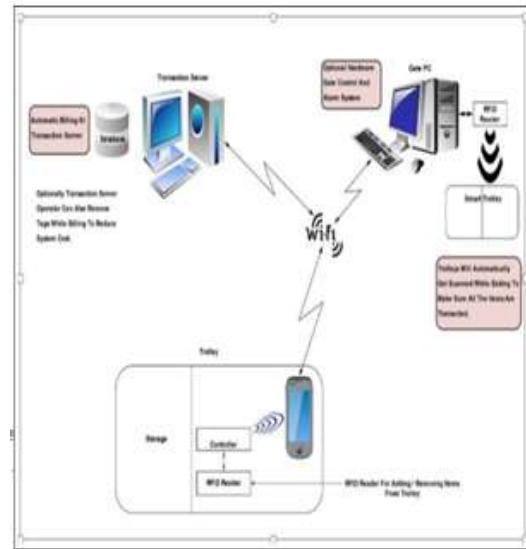 Transaction Server
Automatic Billing At
Transaction Server
Database
Optionally Transaction Server
Operator Can Also Remove
Tags While Billing To Reduce
System Risk.
Optional Hardware
Gate Control And
Alarm System
Gate PC
RFID
Reader
Smart Trolley
Trolleys Will Automatically
Get Scanned While Exiting To
Make Sure All The Items Are
Transacted.
Wifi
Trolley
Storage
Controller
RFID Reader
RFID Reader For Adding / Removing Items
From Trolley